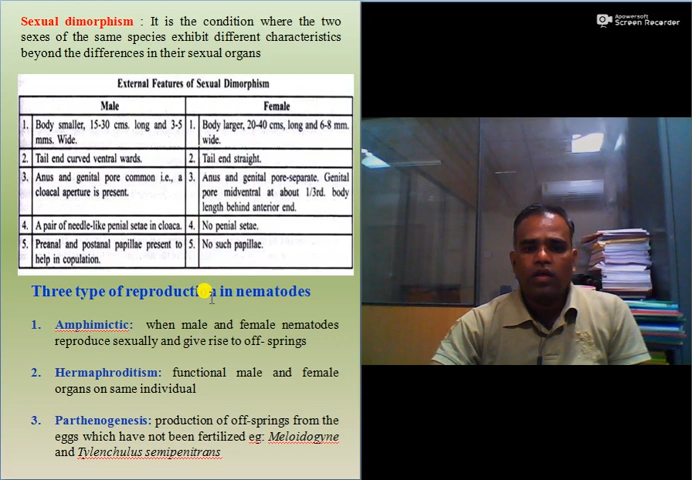 Sexual dimorphism : It is the condition where the two
sexes of the same species exhibit different characteristics
beyond the differences in their sexual organs
External Features of Sexual Dimorphism
Male
Female
1. Body smaller, 15-30 cms. long and 3-5
mms. Wide.
1. Body larger, 20-40 cms, long and 6-8 mm.
wide.
2. Tail end curved ventral wards.
2. Tail end straight.
3. Anus and genital pore common i.e., a
cloacal aperture is present.
3. Anus and genital pore-separate. Genital
pore midventral at about 1/3rd. body
length behind anterior end.
4. A pair of needle-like penial setae in cloaca.
4. No penial setae.
5. Preanal and postanal papillae present to
help in copulation.
5. No such papillae.
Three type of reproduction in nematodes
1. Amphimictic: when male and female nematodes
reproduce sexually and give rise to off- springs
2. Hermaphroditism: functional male and female
organs on same individual
3. Parthenogenesis: production of off-springs from the
eggs which have not been fertilized eg: Meloidogyne
and Tylenchulus semipenitrans
Apowersoft
Screen Recorder